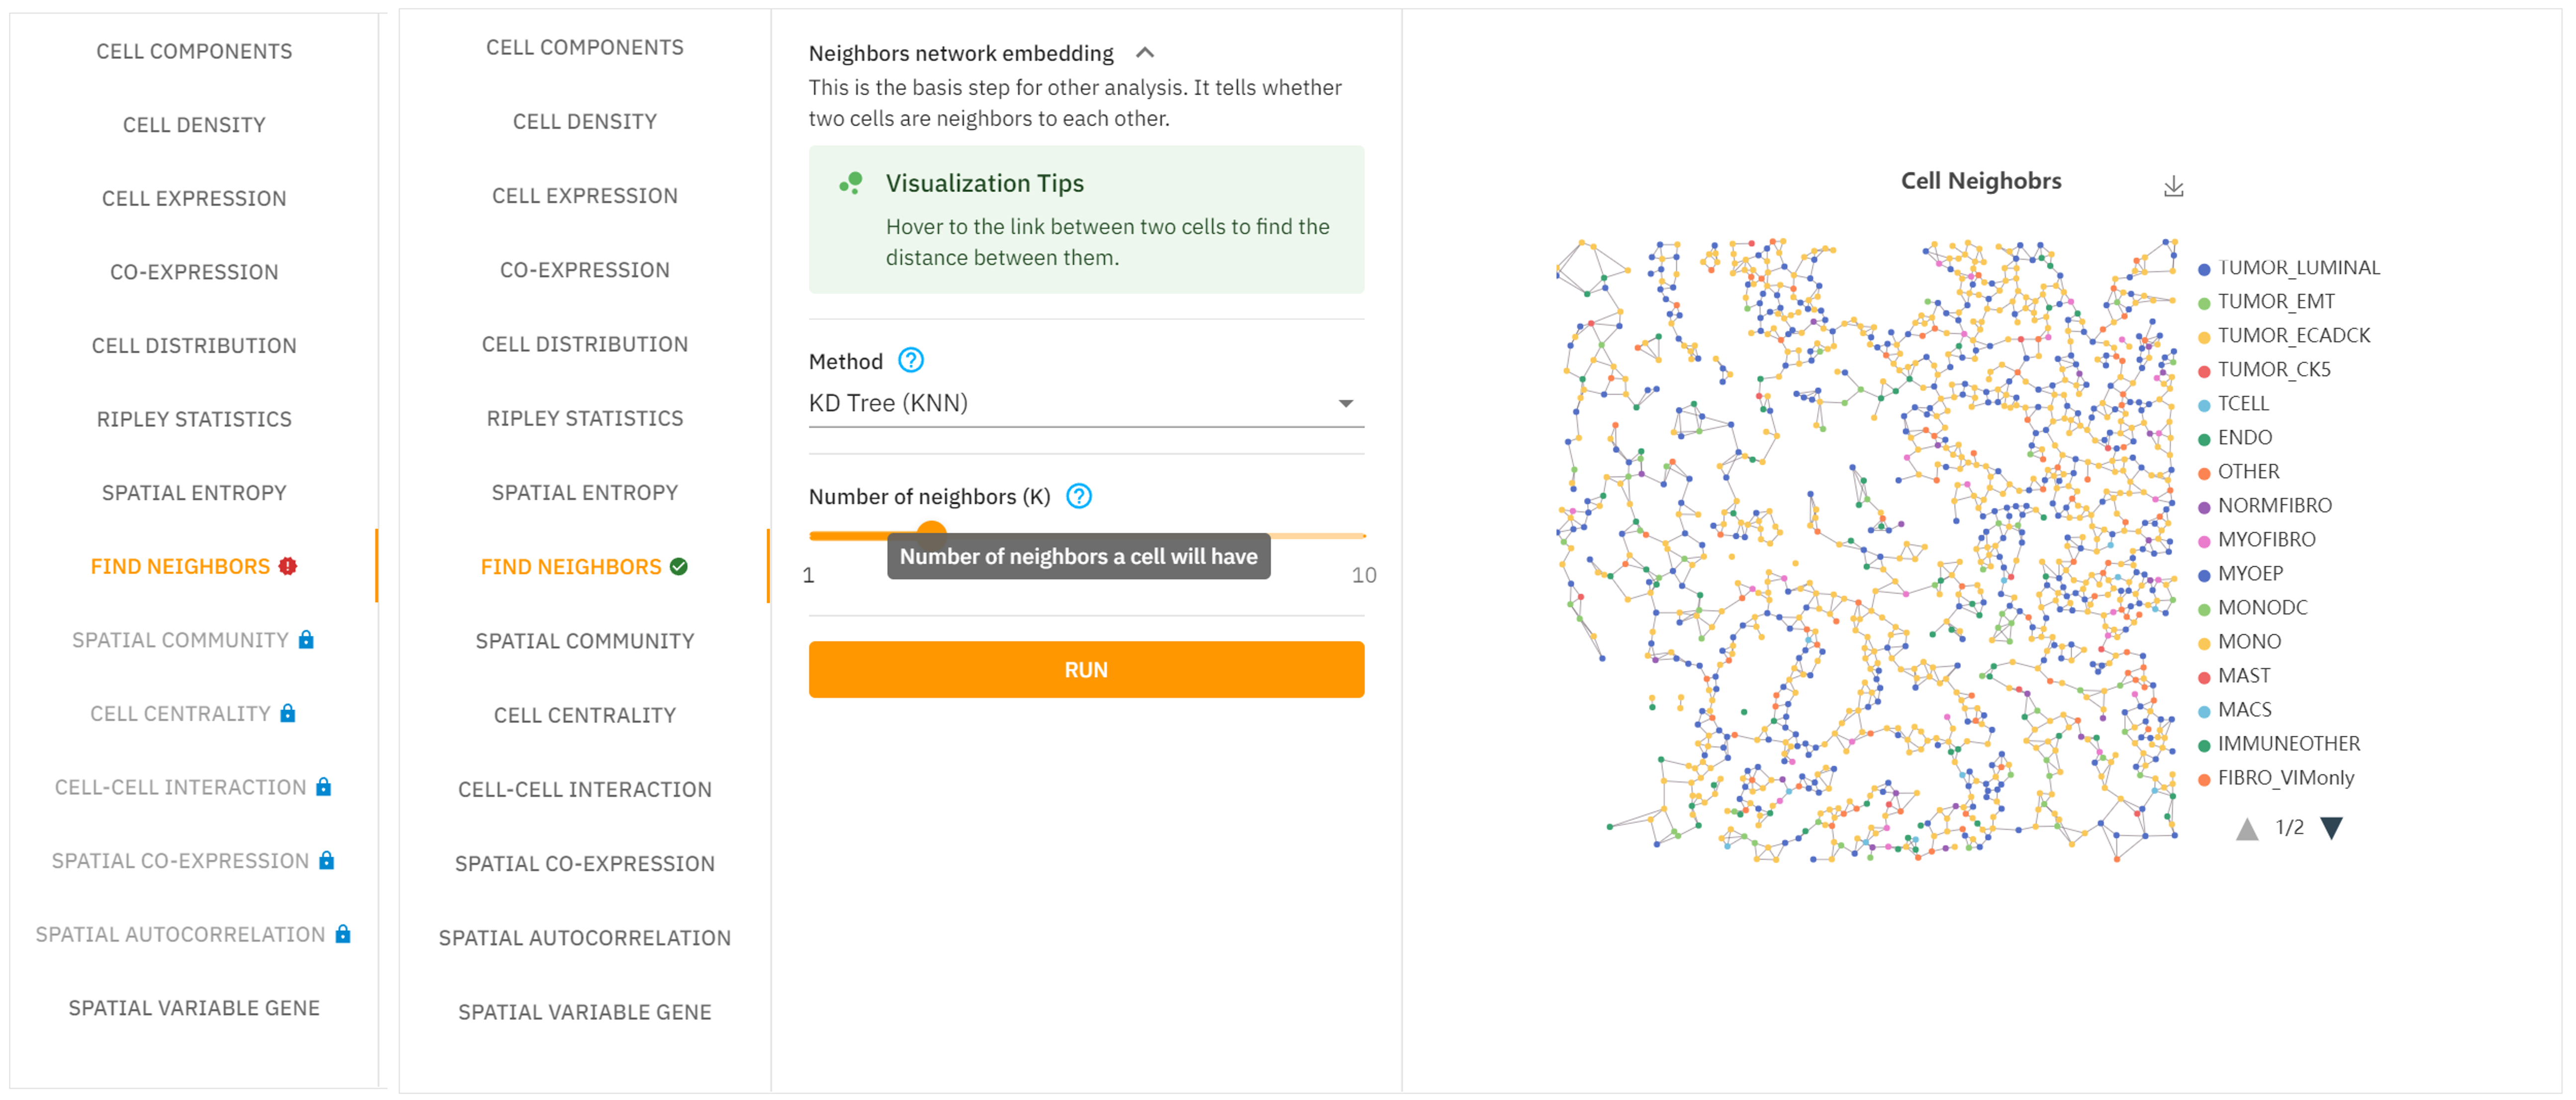 CELL COMPONENTS
CELL DENSITY
CELL EXPRESSION
CO-EXPRESSION
CELL DISTRIBUTION
RIPLEY STATISTICS
SPATIAL ENTROPY
FIND NEIGHBORS
SPATIAL COMMUNITY
CELL CENTRALITY
CELL-CELL INTERACTION
SPATIAL CO-EXPRESSION
SPATIAL AUTOCORRELATION
SPATIAL VARIABLE GENE
CELL COMPONENTS
CELL DENSITY
CELL EXPRESSION
CO-EXPRESSION
CELL DISTRIBUTION
RIPLEY STATISTICS
SPATIAL ENTROPY
FIND NEIGHBORS
SPATIAL COMMUNITY
CELL CENTRALITY
CELL-CELL INTERACTION
SPATIAL CO-EXPRESSION
SPATIAL AUTOCORRELATION
SPATIAL VARIABLE GENE
Neighbors network embedding
This is the basis step for other analysis. It tells whether
two cells are neighbors to each other.
Visualization Tips
Hover to the link between two cells to find the
distance between them.
Method ?
KD Tree (KNN)
Number of neighbors (K) ?
Number of neighbors a cell will have
1
10
RUN
Cell Neighobrs
TUMOR_LUMINAL
TUMOR_EMT
TUMOR_ECADCK
TUMOR_CK5
TCELL
ENDO
OTHER
NORMFIBRO
MYOFIBRO
MYOEP
MONODC
MONO
MAST
MACS
IMMUNEOTHER
FIBRO_VIMonly
1/2